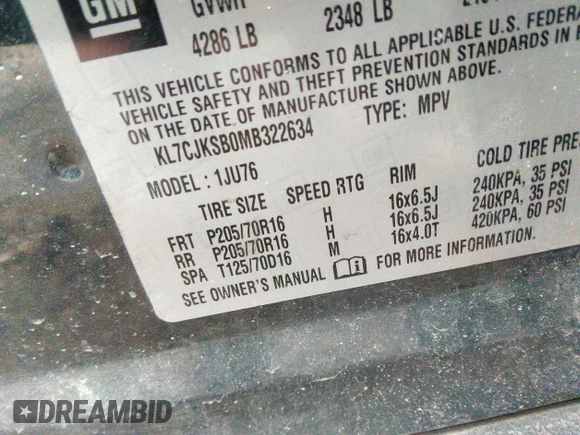 GM
GVWR
4286 LB 2348 LB
THIS VEHICLE CONFORMS TO ALL APPLICABLE U.S. FEDERA
VEHICLE SAFETY AND THEFT PREVENTION STANDARDS IN
ON THE DATE OF MANUFACTURE SHOWN ABOVE.
KL7CJKSB0MB322634 TYPE: MPV
MODEL: 1JU76
TIRE SIZE SPEED RTG RIM COLD TIRE PRE
FRT P205/70R16 H 16x6.5J 240KPA, 35 PSI
RR P205/70R16 H 16x6.5J 240KPA, 35 PSI
SPA T125/70D16 M 16x4.0T 420KPA, 60 PSI
SEE OWNER'S MANUAL FOR MORE INFORMATION.
DREAMBID